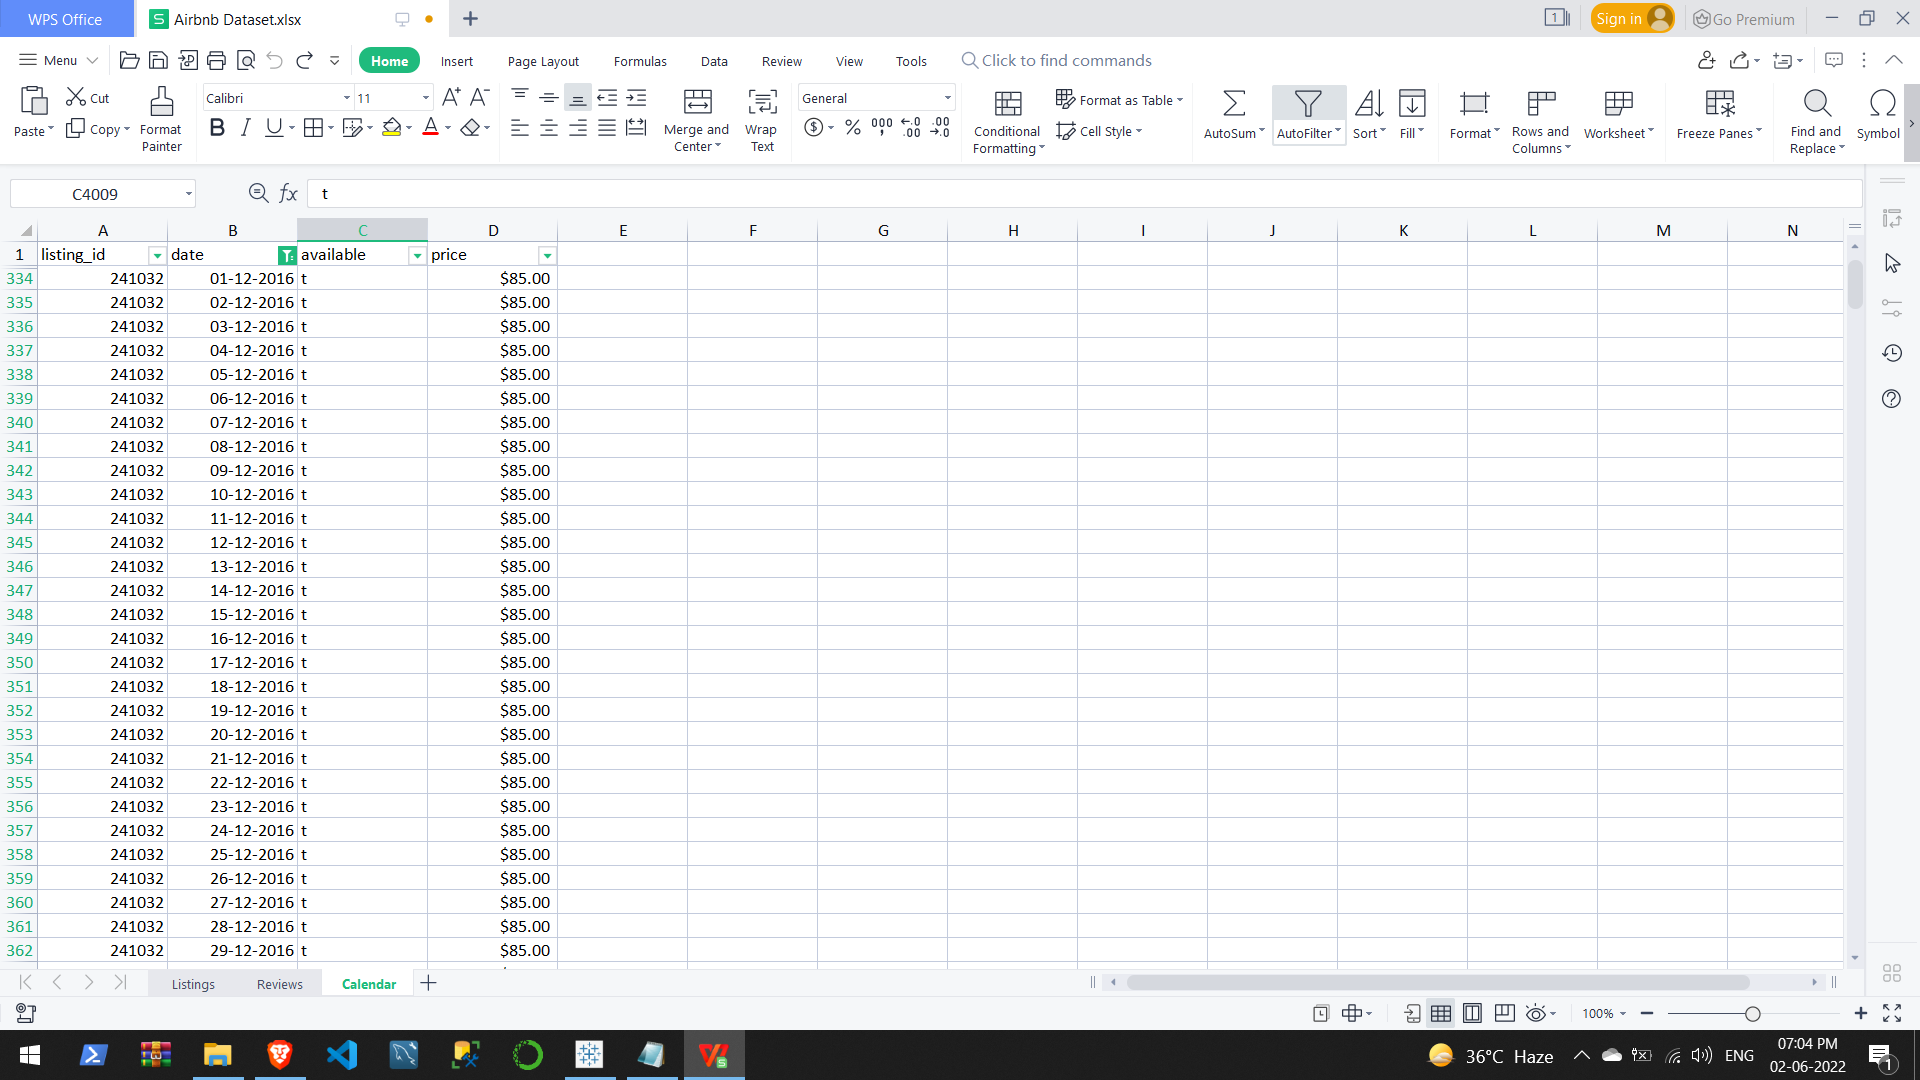 WPS Office
S Airbnb Dataset.xlsx
1
Sign in
Go Premium
Menu
Home
Insert
Page Layout
Formulas
Data
Review
View
Tools
Click to find commands
Paste
Cut
Copy
Format Painter
Calibri
11
B I U A
Merge and Center
Wrap Text
General
Conditional Formatting
Format as Table
Cell Style
AutoSum
AutoFilter
Sort
Fill
Format
Rows and Columns
Worksheet
Freeze Panes
Find and Replace
Symbol
C4009
fx
t
A B C D E F G H I J K L M N
1 listing_id date available price
334 241032 01-12-2016 t $85.00
335 241032 02-12-2016 t $85.00
336 241032 03-12-2016 t $85.00
337 241032 04-12-2016 t $85.00
338 241032 05-12-2016 t $85.00
339 241032 06-12-2016 t $85.00
340 241032 07-12-2016 t $85.00
341 241032 08-12-2016 t $85.00
342 241032 09-12-2016 t $85.00
343 241032 10-12-2016 t $85.00
344 241032 11-12-2016 t $85.00
345 241032 12-12-2016 t $85.00
346 241032 13-12-2016 t $85.00
347 241032 14-12-2016 t $85.00
348 241032 15-12-2016 t $85.00
349 241032 16-12-2016 t $85.00
350 241032 17-12-2016 t $85.00
351 241032 18-12-2016 t $85.00
352 241032 19-12-2016 t $85.00
353 241032 20-12-2016 t $85.00
354 241032 21-12-2016 t $85.00
355 241032 22-12-2016 t $85.00
356 241032 23-12-2016 t $85.00
357 241032 24-12-2016 t $85.00
358 241032 25-12-2016 t $85.00
359 241032 26-12-2016 t $85.00
360 241032 27-12-2016 t $85.00
361 241032 28-12-2016 t $85.00
362 241032 29-12-2016 t $85.00
Listings
Reviews
Calendar
100%
36°C Haze
ENG
07:04 PM
02-06-2022
1